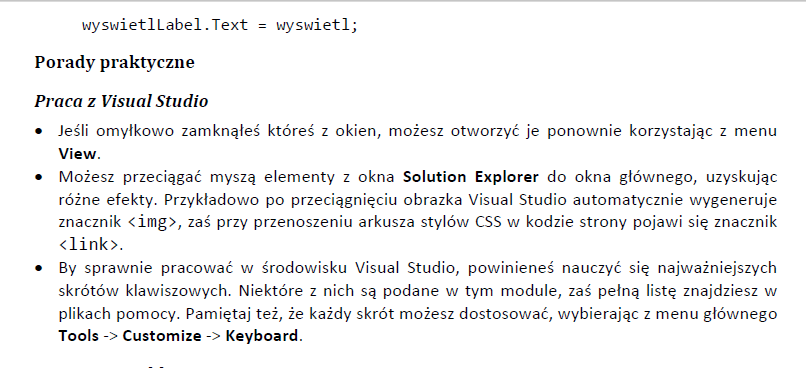 wyswietlLabel.Text = wyswietl;
Porady praktyczne
Praca z Visual Studio
• Jeśli omyłkowo zamknąłeś któreś z okien, możesz otworzyć je ponownie korzystając z menu
View.
• Możesz przeciągać myszą elementy z okna Solution Explorer do okna głównego, uzyskując
różne efekty. Przykładowo po przeciągnięciu obrazka Visual Studio automatycznie wygeneruje
znacznik <img>, zaś przy przenoszeniu arkusza stylów CSS w kodzie strony pojawi się znacznik
<link>.
• By sprawnie pracować w środowisku Visual Studio, powinieneś nauczyć się najważniejszych
skrótów klawiszowych. Niektóre z nich są podane w tym module, zaś pełną listę znajdziesz w
plikach pomocy. Pamiętaj też, że każdy skrót możesz dostosować, wybierając z menu głównego
Tools -> Customize -> Keyboard.